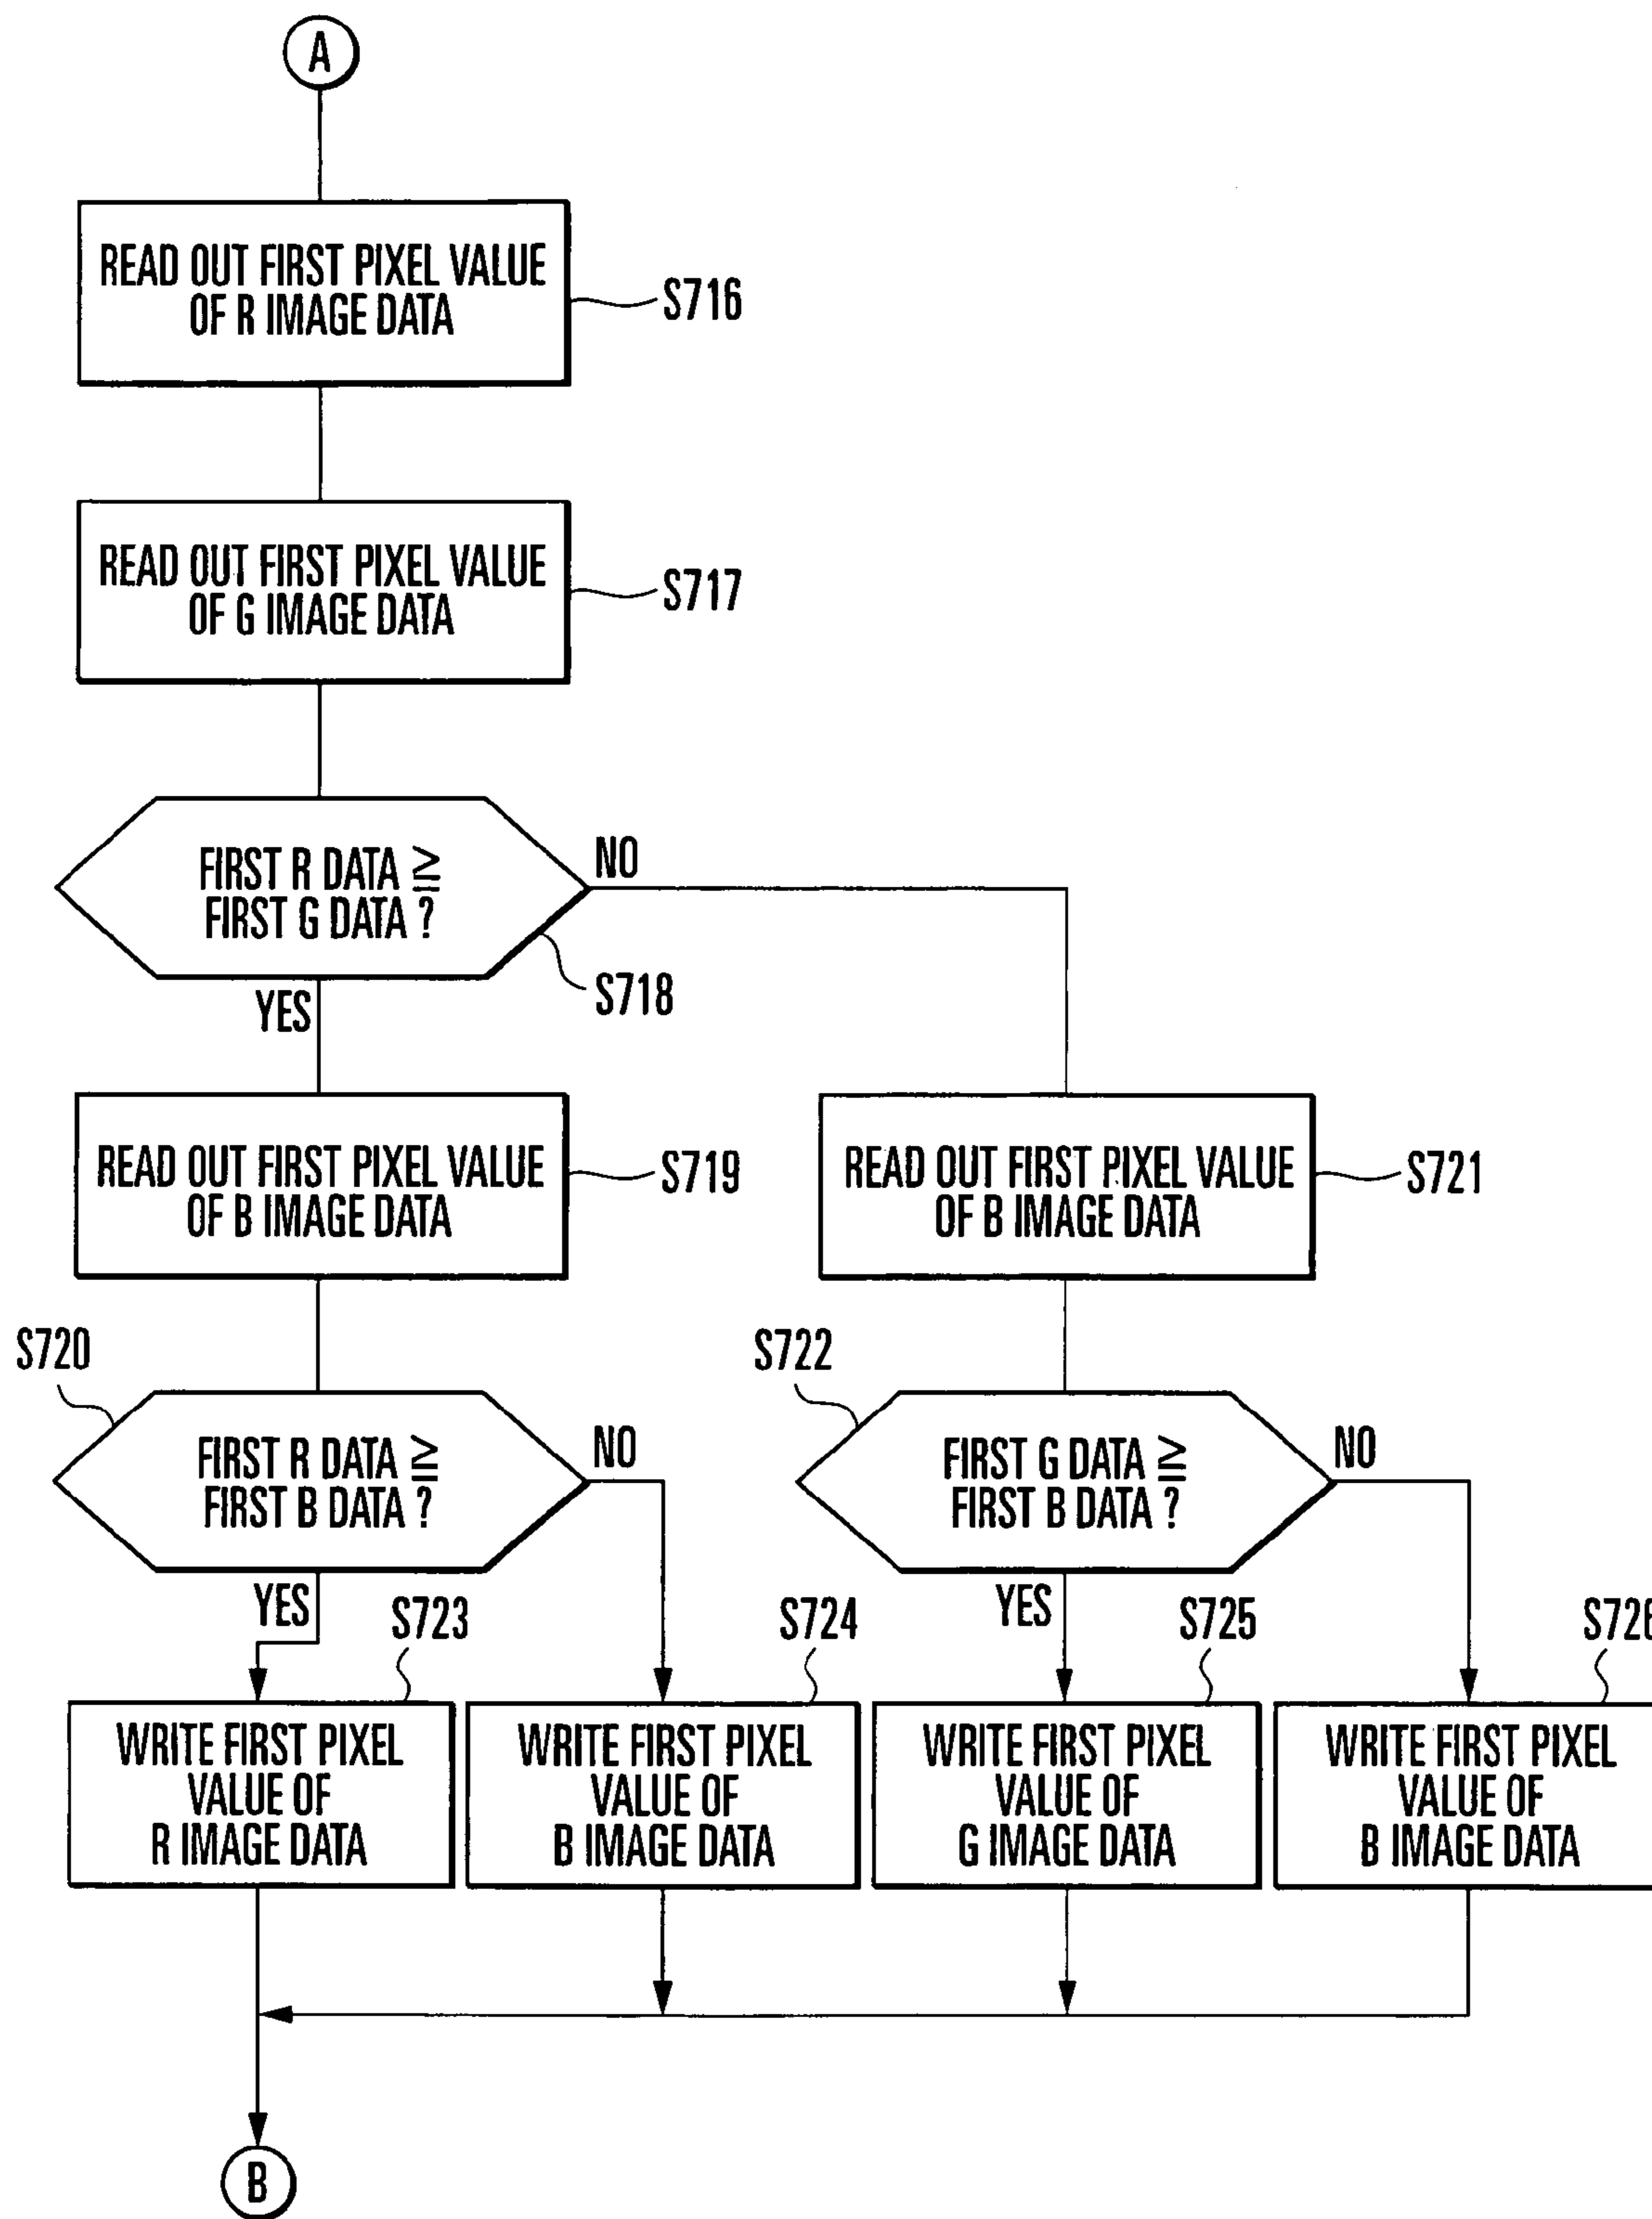 A
READ OUT FIRST PIXEL VALUE
OF R IMAGE DATA
S716
READ OUT FIRST PIXEL VALUE
OF G IMAGE DATA
S717
FIRST R DATA ≧
FIRST G DATA ?
NO
S718
YES
READ OUT FIRST PIXEL VALUE
OF B IMAGE DATA
S719
READ OUT FIRST PIXEL VALUE
OF B IMAGE DATA
S721
S720
FIRST R DATA ≧
FIRST B DATA ?
NO
YES
S722
FIRST G DATA ≧
FIRST B DATA ?
NO
YES
S723
S724
S725
S726
WRITE FIRST PIXEL
VALUE OF
R IMAGE DATA
WRITE FIRST PIXEL
VALUE OF
B IMAGE DATA
WRITE FIRST PIXEL
VALUE OF
G IMAGE DATA
WRITE FIRST PIXEL
VALUE OF
B IMAGE DATA
B